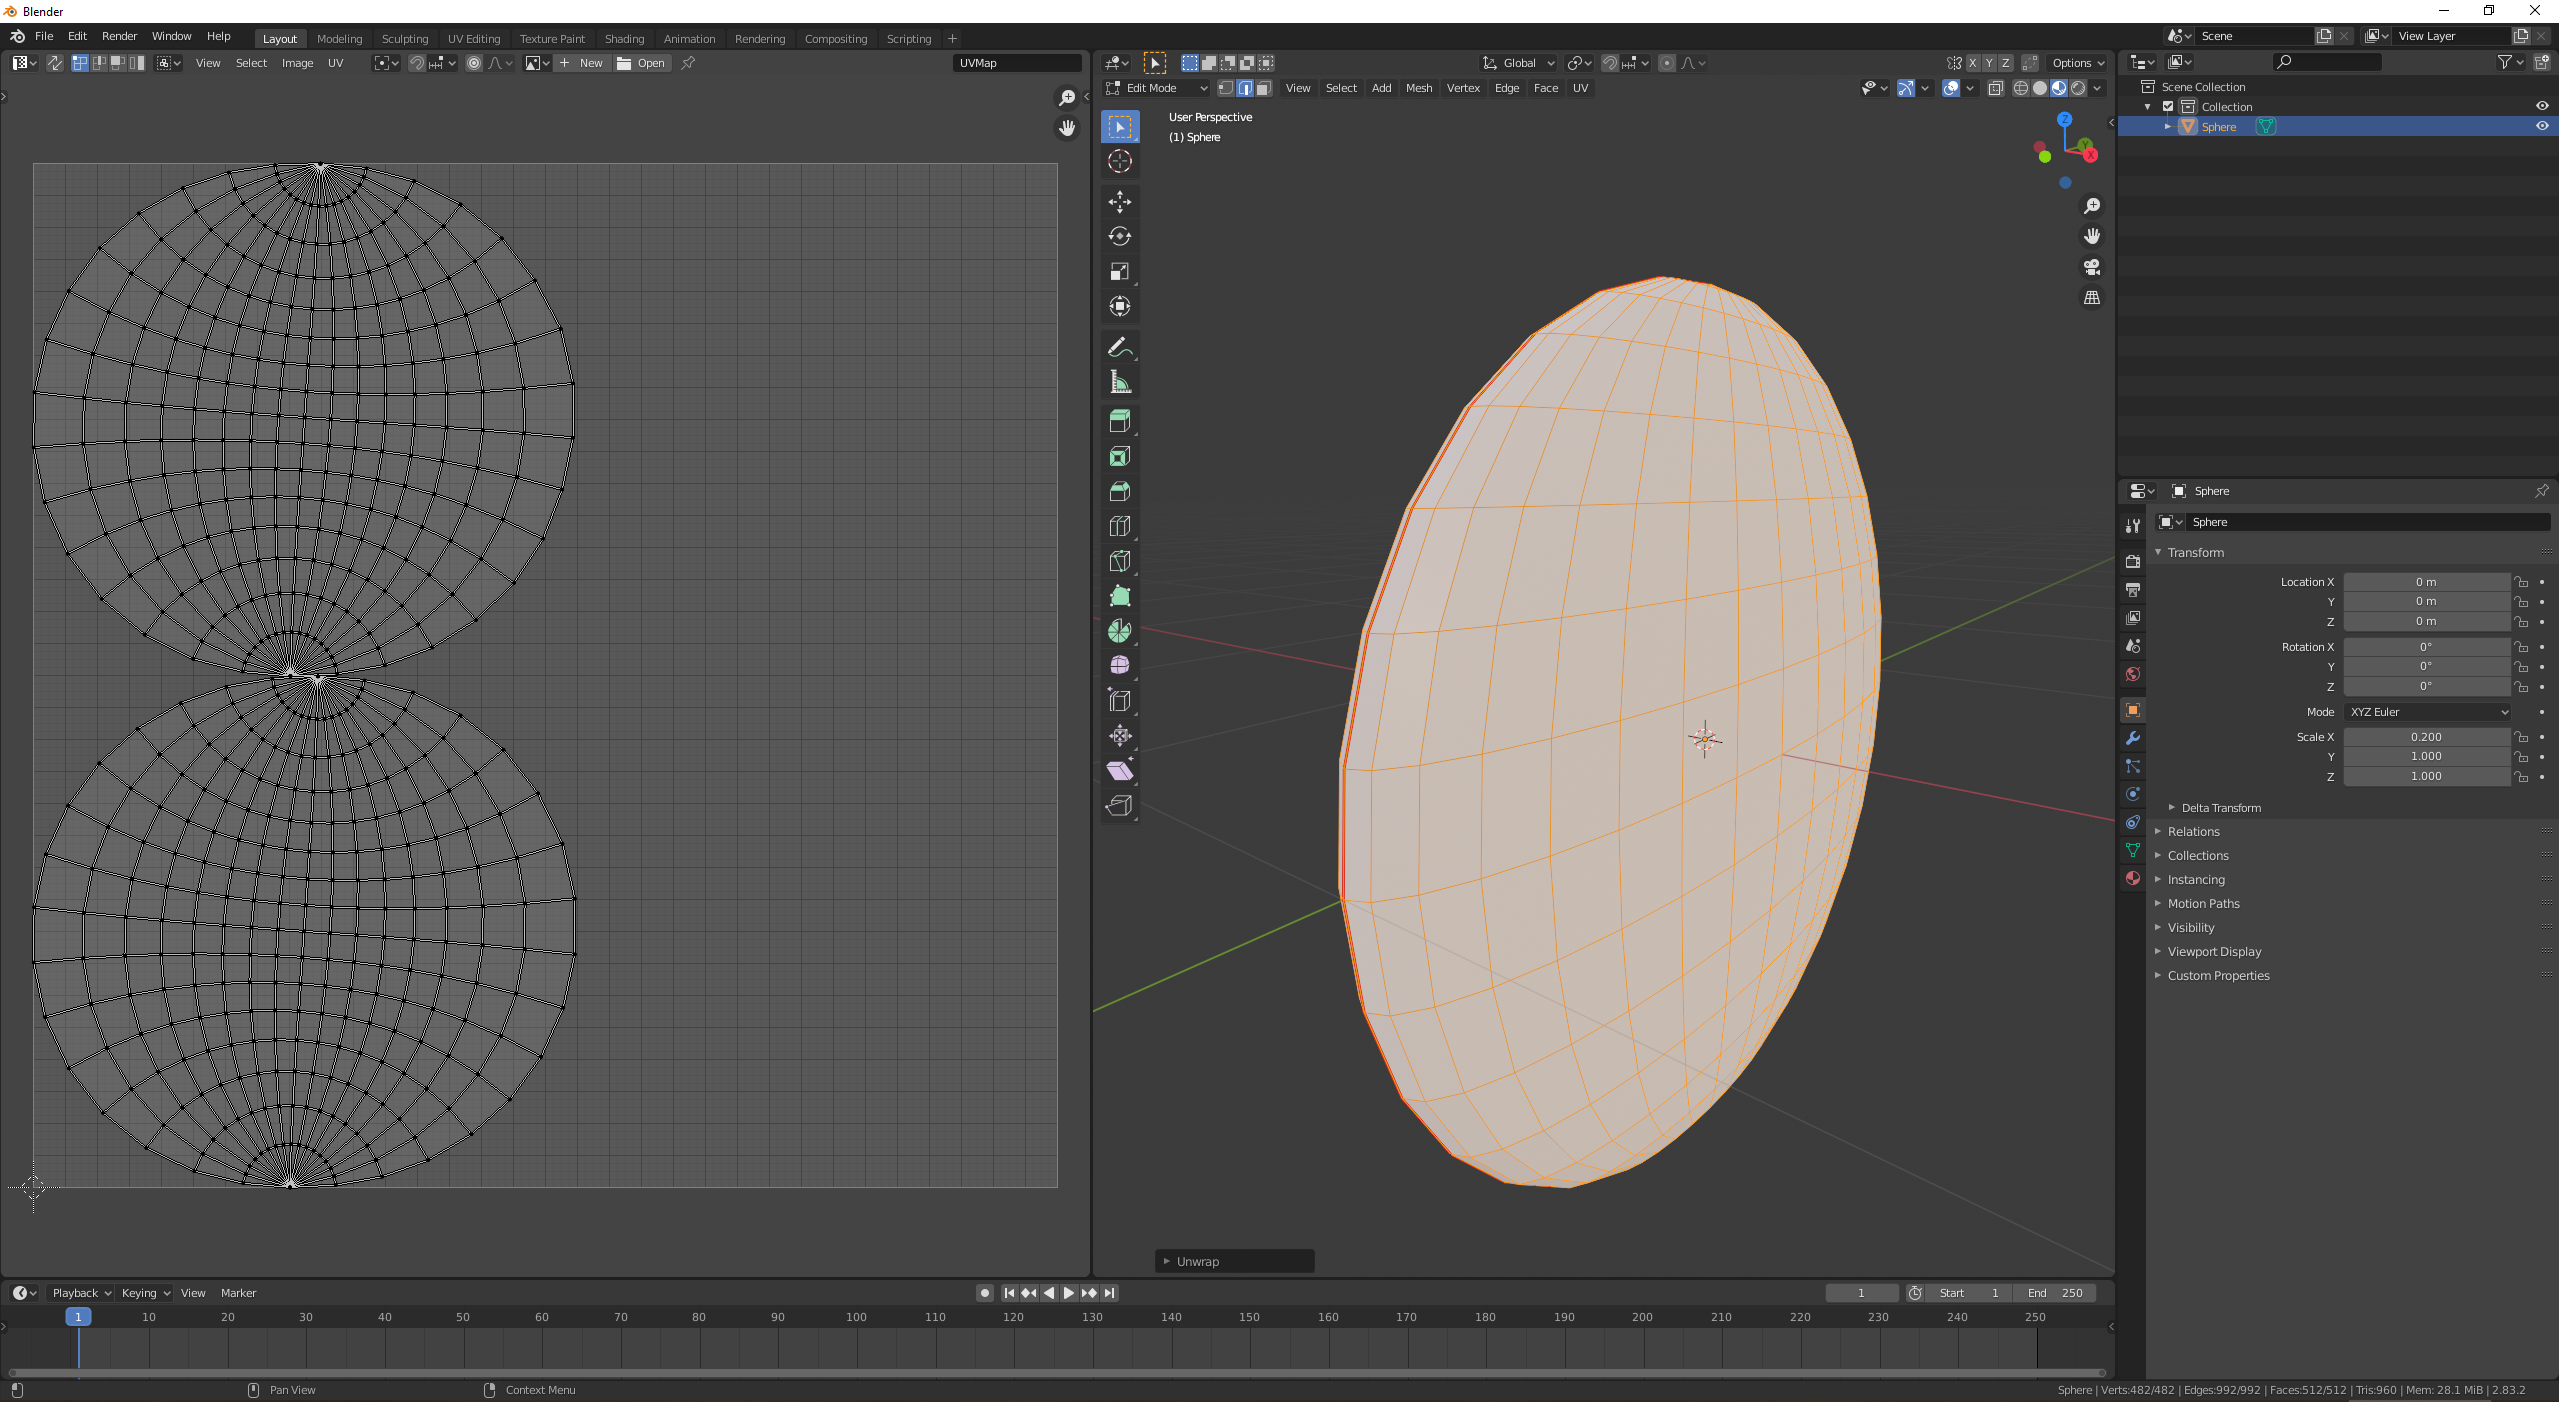 Blender
File Edit Render Window Help Layout Modeling Sculpting UV Editing Texture Paint Shading Animation Rendering Compositing Scripting + Scene View Layer
View Select Image UV New Open UVMap
Global X Y Z Options
Edit Mode View Select Add Mesh Vertex Edge Face UV
User Perspective
(1) Sphere
Z
Y
X
Unwrap
Scene Collection
Collection
Sphere
Sphere
Sphere
Transform
Location X 0 m
Y 0 m
Z 0 m
Rotation X 0°
Y 0°
Z 0°
Mode XYZ Euler
Scale X 0.200
Y 1.000
Z 1.000
Delta Transform
Relations
Collections
Instancing
Motion Paths
Visibility
Viewport Display
Custom Properties
Playback Keying View Marker 1 Start 1 End 250
1 10 20 30 40 50 60 70 80 90 100 110 120 130 140 150 160 170 180 190 200 210 220 230 240 250
Pan View Context Menu Sphere | Verts:482/482 | Edges:992/992 | Faces:512/512 | Tris:960 | Mem: 28.1 MiB | 2.83.2